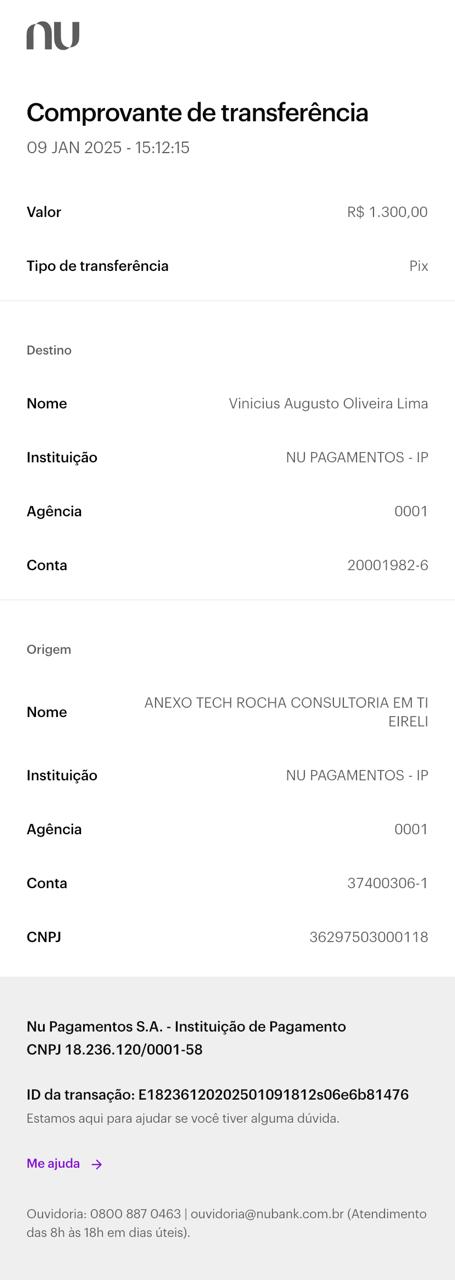 nu
Comprovante de transferência
09 JAN 2025 - 15:12:15
Valor R$ 1.300,00
Tipo de transferência Pix
Destino
Nome Vinicius Augusto Oliveira Lima
Instituição NU PAGAMENTOS - IP
Agência 0001
Conta 20001982-6
Origem
Nome ANEXO TECH ROCHA CONSULTORIA EM TI
EIRELI
Instituição NU PAGAMENTOS - IP
Agência 0001
Conta 37400306-1
CNPJ 36297503000118
Nu Pagamentos S.A. - Instituição de Pagamento
CNPJ 18.236.120/0001-58
ID da transação: E18236120202501091812s06e6b81476
Estamos aqui para ajudar se você tiver alguma dúvida.
Me ajuda →
Ouvidoria: 0800 887 0463 | ouvidoria@nubank.com.br (Atendimento
das 8h às 18h em dias úteis).